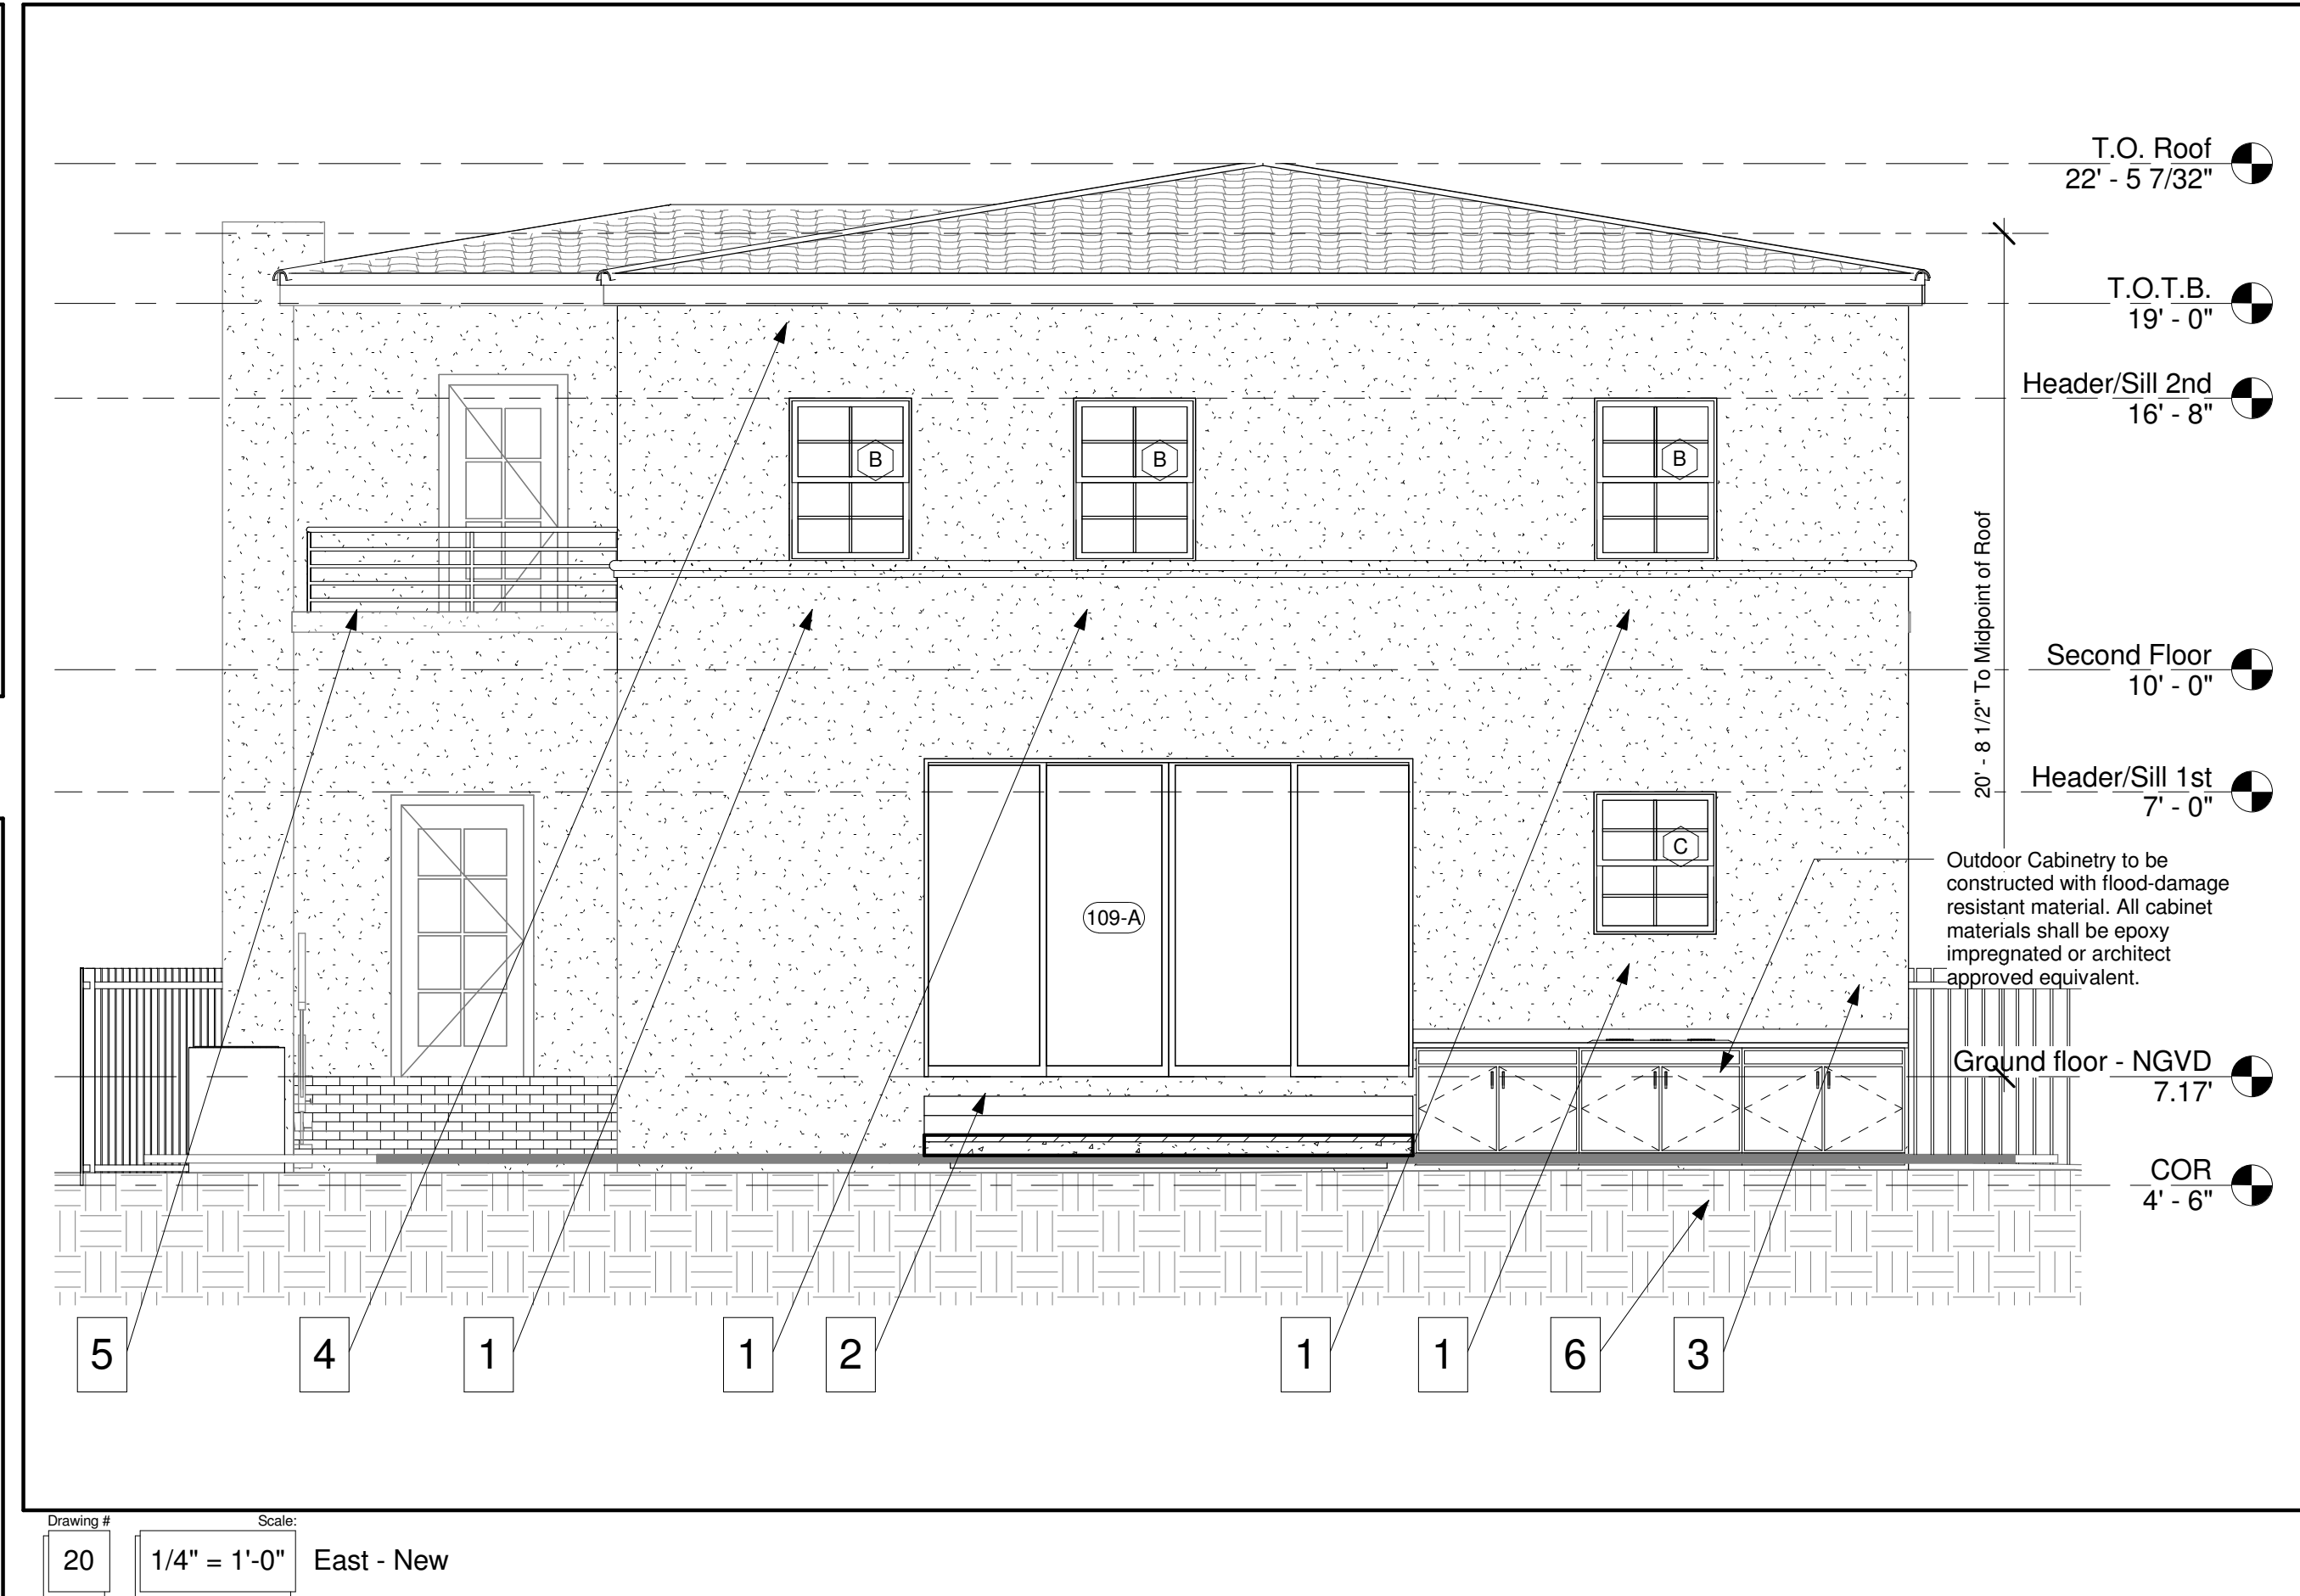 T.O. Roof
22' - 5 7/32"
T.O.T.B.
19' - 0"
Header/Sill 2nd
16' - 8"
B
B
B
20' - 8 1/2" To Midpoint of Roof
Second Floor
10' - 0"
Header/Sill 1st
7' - 0"
C
109-A
Outdoor Cabinetry to be
constructed with flood-damage
resistant material. All cabinet
materials shall be epoxy
impregnated or architect
approved equivalent.
Ground floor - NGVD
7.17'
COR
4' - 6"
5
4
1
1
2
1
1
6
3
Drawing #
20
Scale:
1/4" = 1'-0"
East - New